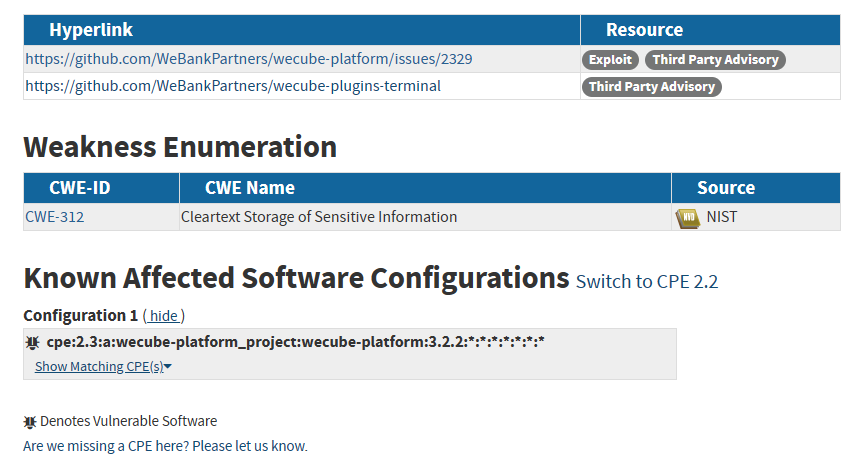 Hyperlink Resource
https://github.com/WeBankPartners/wecube-platform/issues/2329 Exploit Third Party Advisory
https://github.com/WeBankPartners/wecube-plugins-terminal Third Party Advisory
Weakness Enumeration
CWE-ID CWE Name Source
CWE-312 Cleartext Storage of Sensitive Information NVD NIST
Known Affected Software Configurations Switch to CPE 2.2
Configuration 1 ( hide )
cpe:2.3:a:wecube-platform_project:wecube-platform:3.2.2:*:*:*:*:*:*:*
Show Matching CPE(s)
Denotes Vulnerable Software
Are we missing a CPE here? Please let us know.